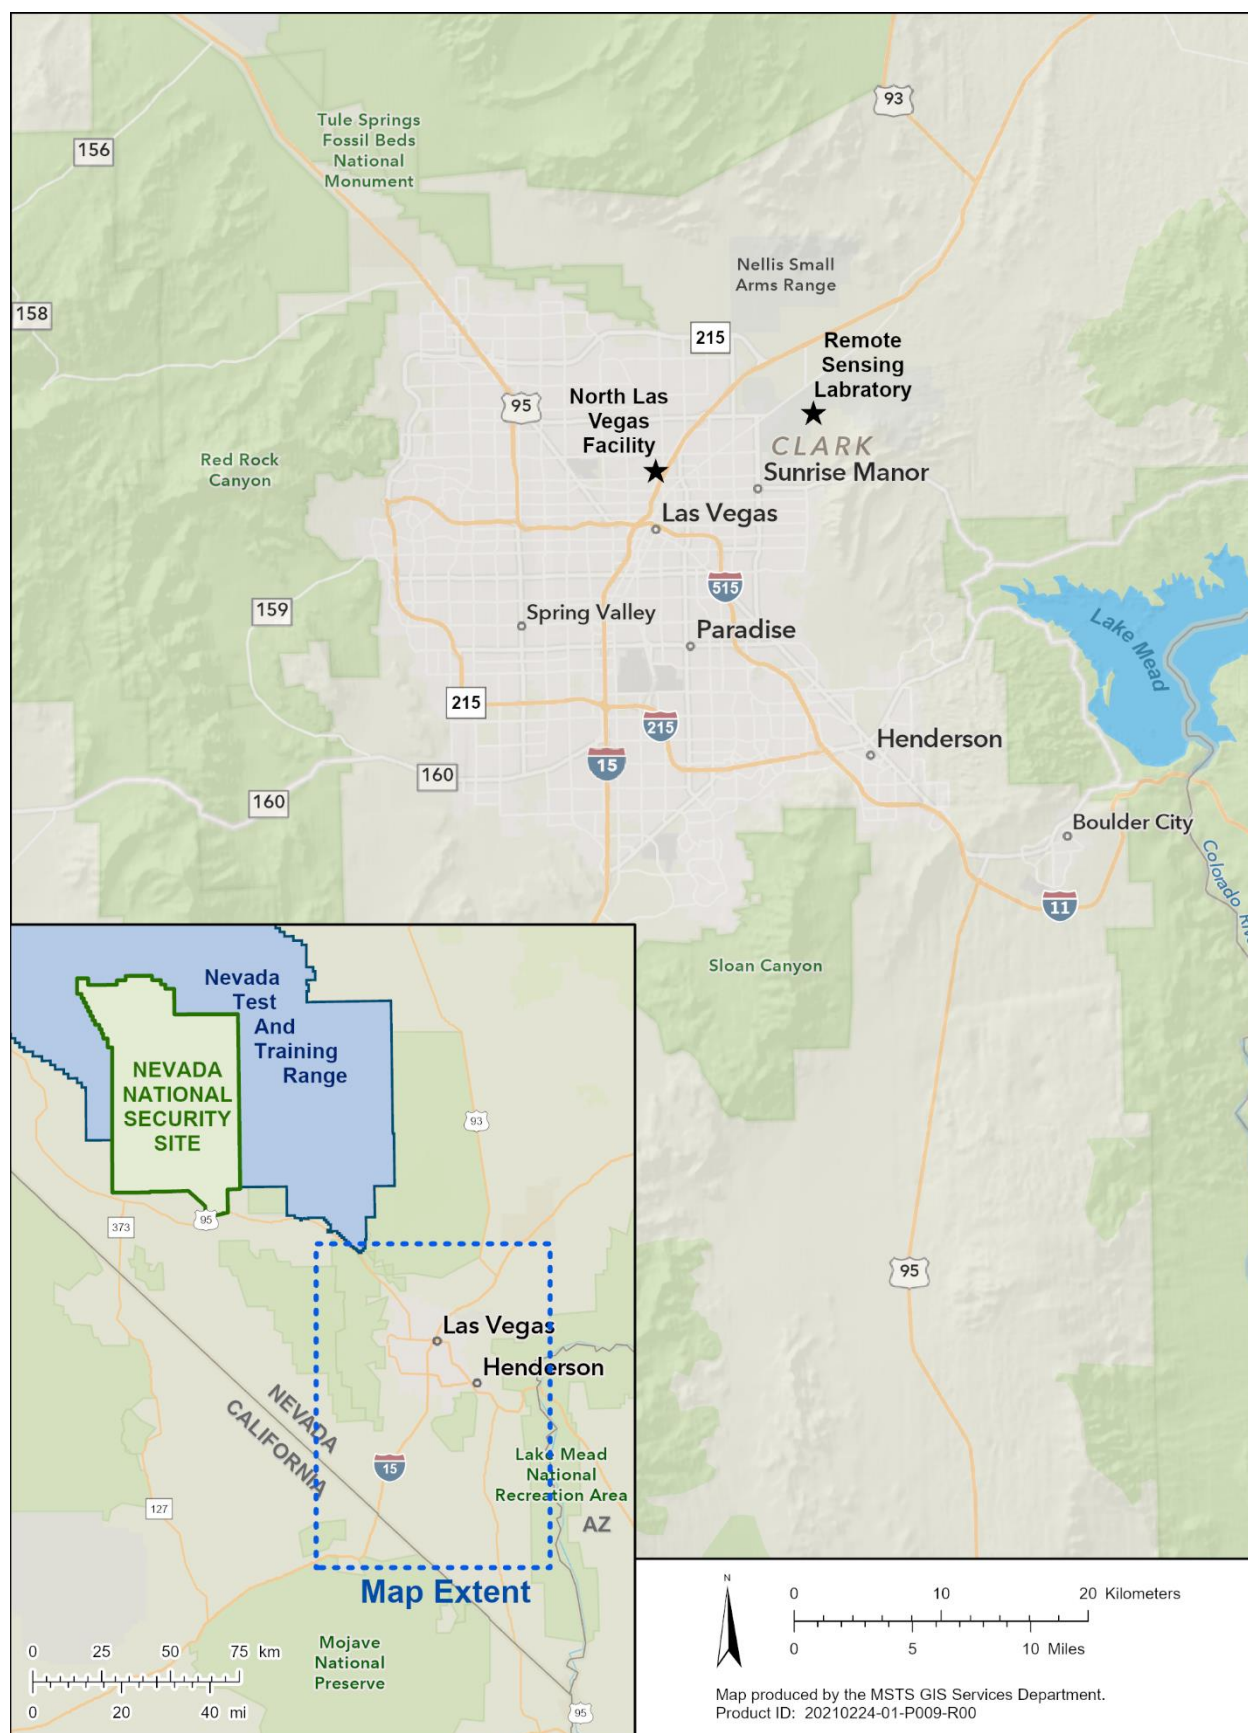 93
Tule Springs
Fossil Beds
National
Monument
156
Nellis Small
Arms Range
158
215
Remote
Sensing
Labratory
95
North Las
Vegas
Facility
CLARK
Sunrise Manor
Red Rock
Canyon
Las Vegas
515
159
Spring Valley
Paradise
Lake Mead
215
215
15
Henderson
160
160
Boulder City
Colorado Riv
11
Sloan Canyon
95
Nevada
Test
And
Training
Range
NEVADA
NATIONAL
SECURITY
SITE
93
373
95
Las Vegas
Henderson
NEVADA
CALIFORNIA
15
Lake Mead
National
Recreation Area
127
AZ
Map Extent
Mojave
National
Preserve
95
0 25 50 75 km
0 20 40 mi
N
0 10 20 Kilometers
0 5 10 Miles
Map produced by the MSTS GIS Services Department.
Product ID: 20210224-01-P009-R00